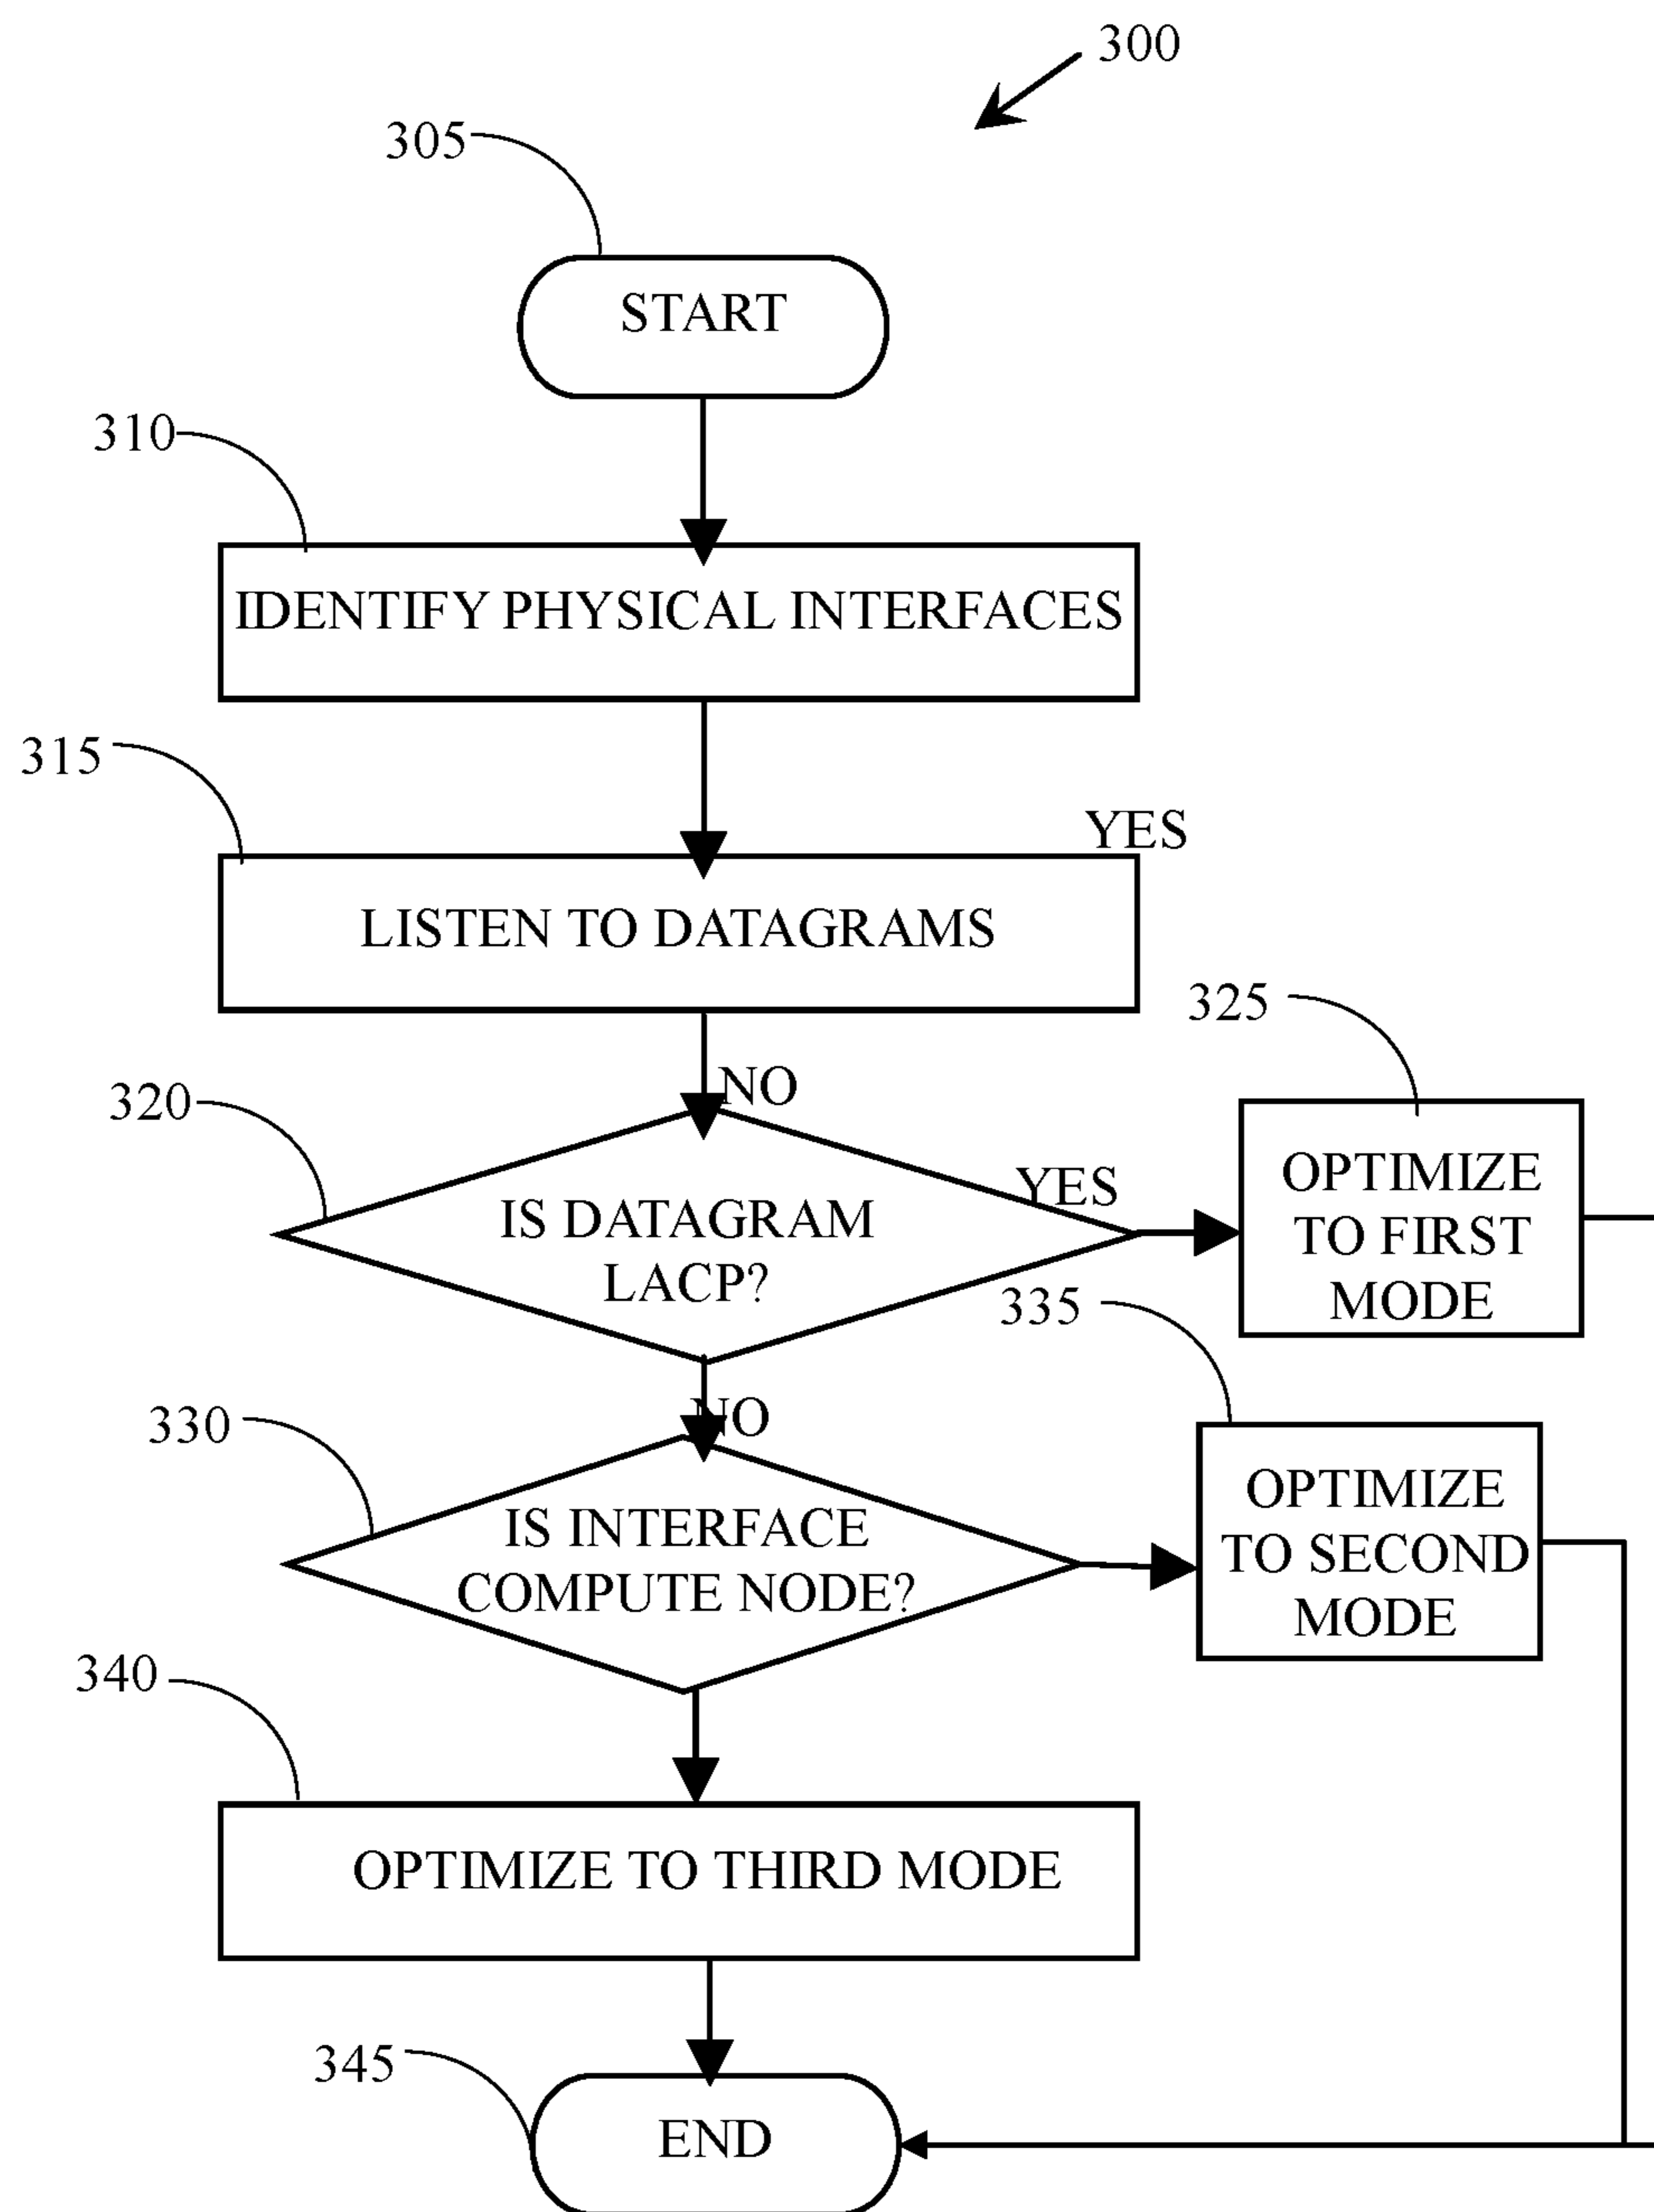 300
305
START
310
IDENTIFY PHYSICAL INTERFACES
315
YES
LISTEN TO DATAGRAMS
325
NO
320
OPTIMIZE
TO FIRST
MODE
YES
IS DATAGRAM
LACP?
335
NO
330
OPTIMIZE
TO SECOND
MODE
IS INTERFACE
COMPUTE NODE?
340
OPTIMIZE TO THIRD MODE
345
END